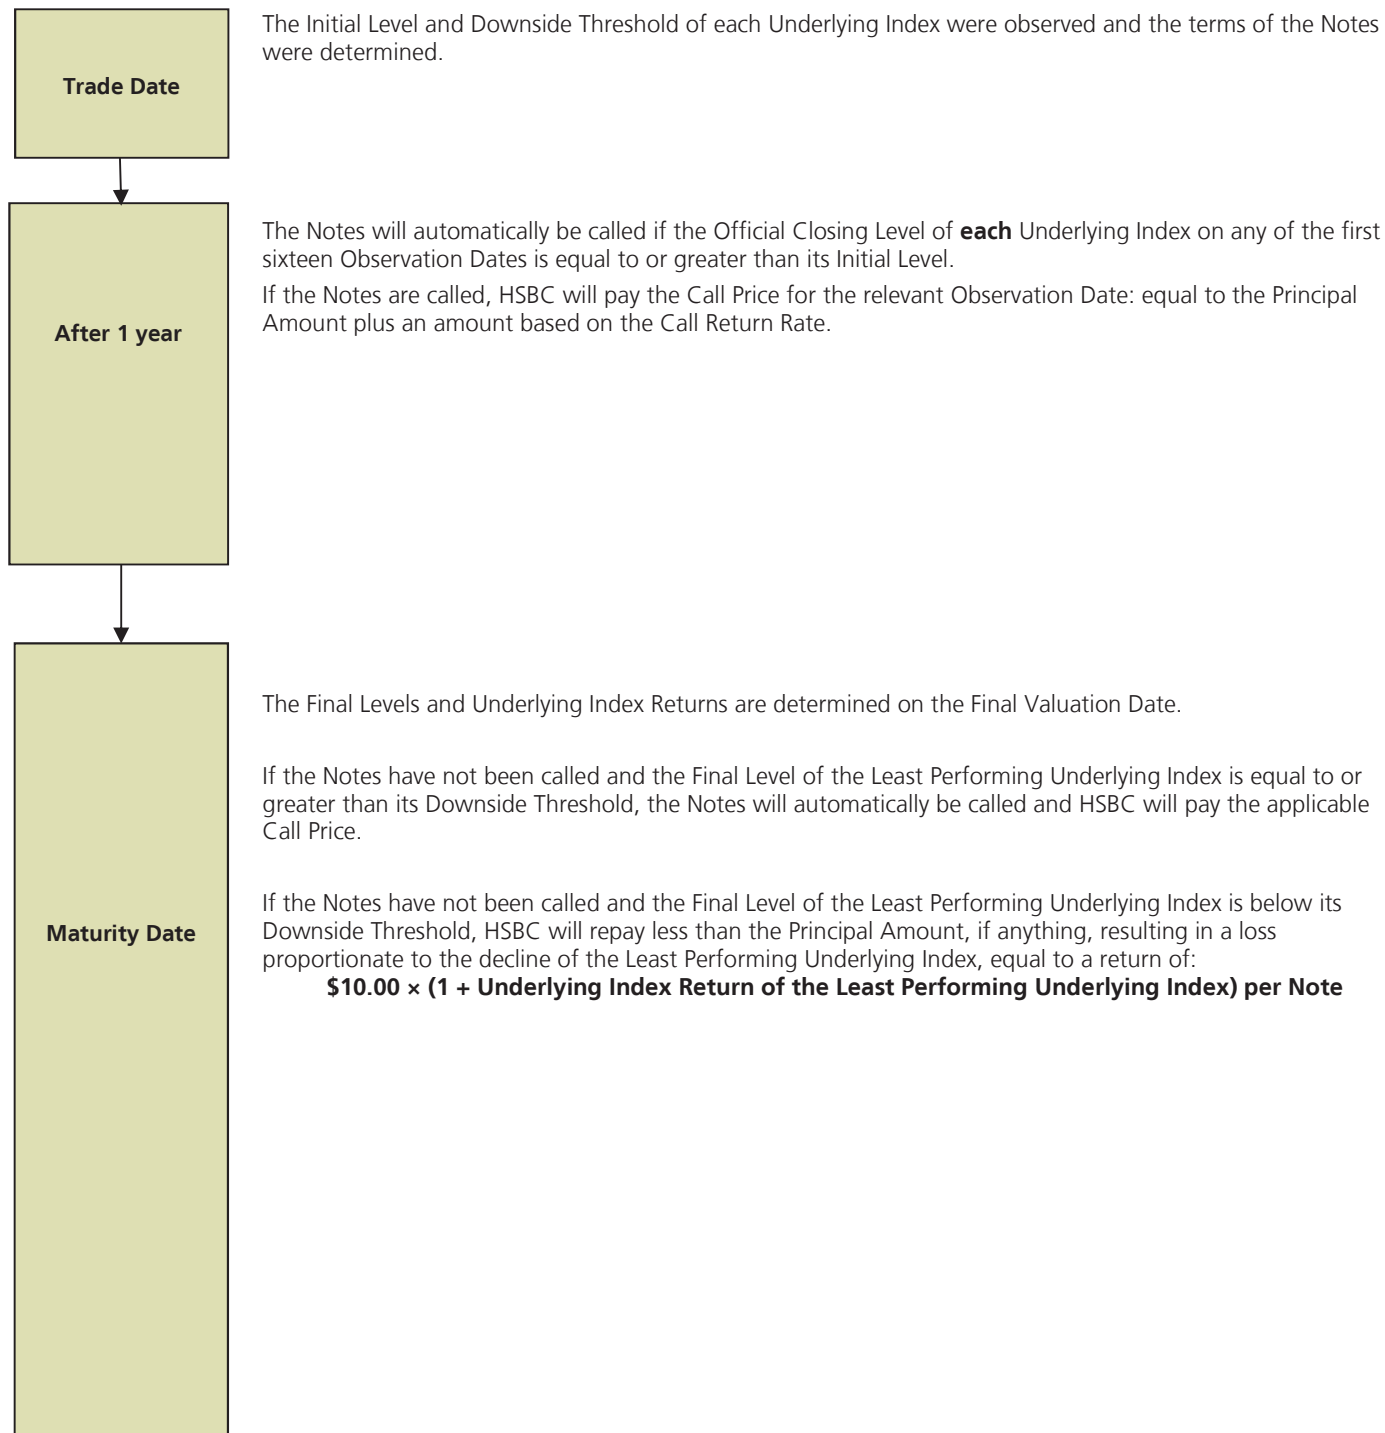 Trade Date
The Initial Level and Downside Threshold of each Underlying Index were observed and the terms of the Notes
were determined.
After 1 year
The Notes will automatically be called if the Official Closing Level of each Underlying Index on any of the first
sixteen Observation Dates is equal to or greater than its Initial Level.
If the Notes are called, HSBC will pay the Call Price for the relevant Observation Date: equal to the Principal
Amount plus an amount based on the Call Return Rate.
Maturity Date
The Final Levels and Underlying Index Returns are determined on the Final Valuation Date.
If the Notes have not been called and the Final Level of the Least Performing Underlying Index is equal to or
greater than its Downside Threshold, the Notes will automatically be called and HSBC will pay the applicable
Call Price.
If the Notes have not been called and the Final Level of the Least Performing Underlying Index is below its
Downside Threshold, HSBC will repay less than the Principal Amount, if anything, resulting in a loss
proportionate to the decline of the Least Performing Underlying Index, equal to a return of:
$10.00 × (1 + Underlying Index Return of the Least Performing Underlying Index) per Note